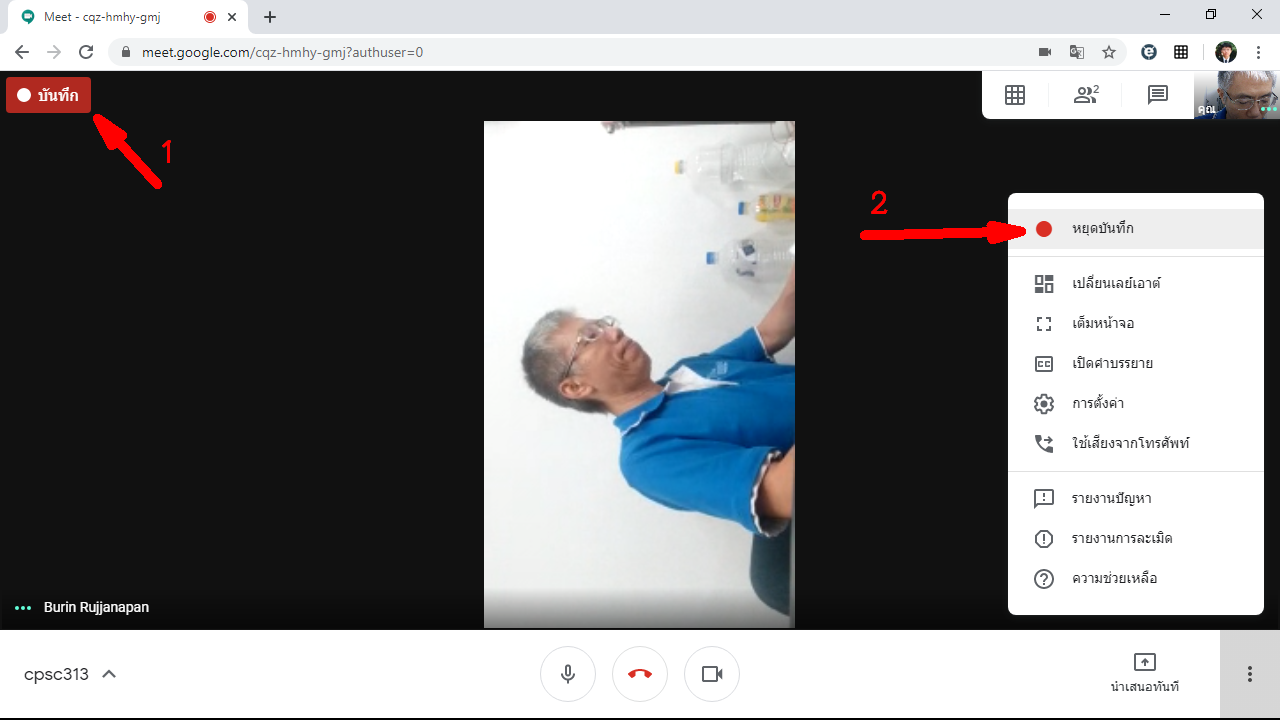 Meet - cqz-hmhy-gmj
meet.google.com/cqz-hmhy-gmj?authuser=0
บันทึก
2
คุณ
1
2
หยุดบันทึก
เปลี่ยนเลย์เอาต์
เต็มหน้าจอ
CC เปิดคำบรรยาย
การตั้งค่า
ใช้เสียงจากโทรศัพท์
รายงานปัญหา
รายงานการละเมิด
ความช่วยเหลือ
Burin Rujjanapan
cpsc313
นำเสนอทันที